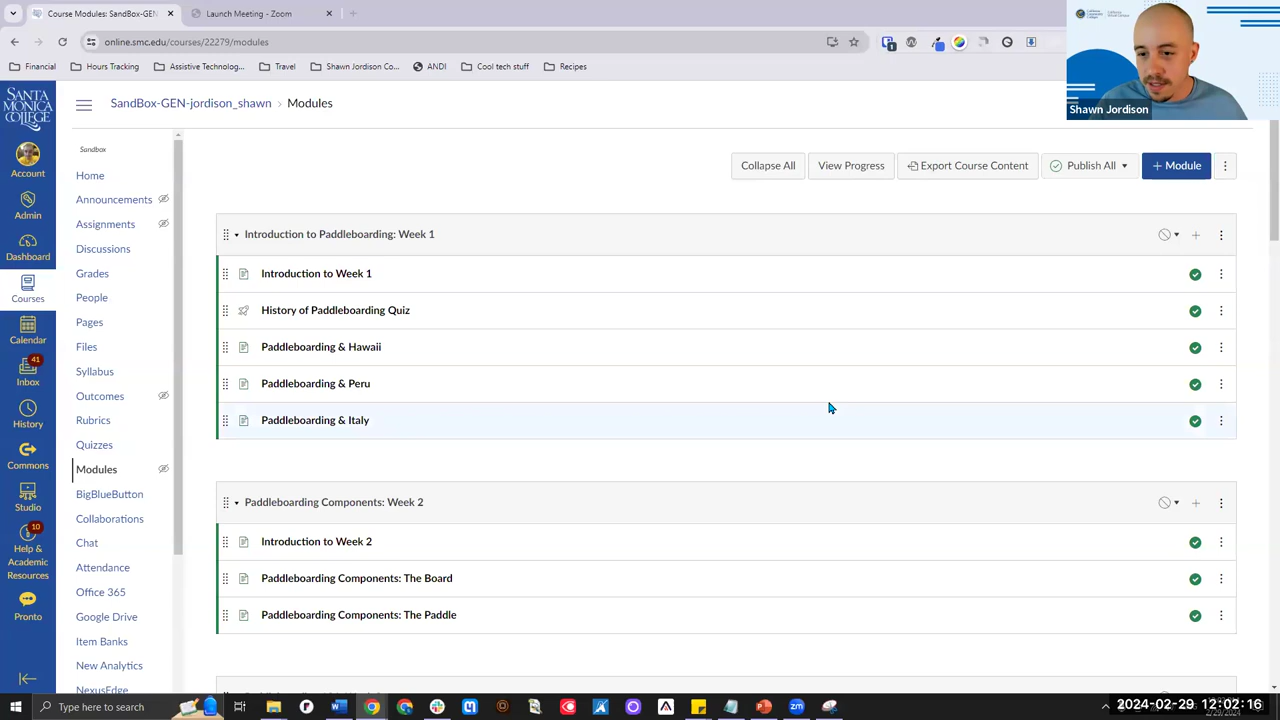 Course Modules: SandBox-GEN-
Launch Meeting - Zoom
online.smc.edu/courses/22279/modules
Financial
Hours Tracking
Assistive Technolog...
Travel
Shawn Jordison Co...
Cool tech stuff
Recipes
Shawn Jordison
SANTA
MONICA
COLLEGE
Account
Admin
Dashboard
Courses
Calendar
41
Inbox
History
Commons
Studio
10
Help &
Academic
Resources
Pronto
SandBox-GEN-jordison_shawn
Modules
Sandbox
Home
Announcements
Assignments
Discussions
Grades
People
Pages
Files
Syllabus
Outcomes
Rubrics
Quizzes
Modules
BigBlueButton
Collaborations
Chat
Attendance
Office 365
Google Drive
Item Banks
New Analytics
NexusEdge
Collapse All
View Progress
Export Course Content
Publish All
+ Module
Introduction to Paddleboarding: Week 1
Introduction to Week 1
History of Paddleboarding Quiz
Paddleboarding & Hawaii
Paddleboarding & Peru
Paddleboarding & Italy
Paddleboarding Components: Week 2
Introduction to Week 2
Paddleboarding Components: The Board
Paddleboarding Components: The Paddle
Type here to search
2024-02-29 12:02:16